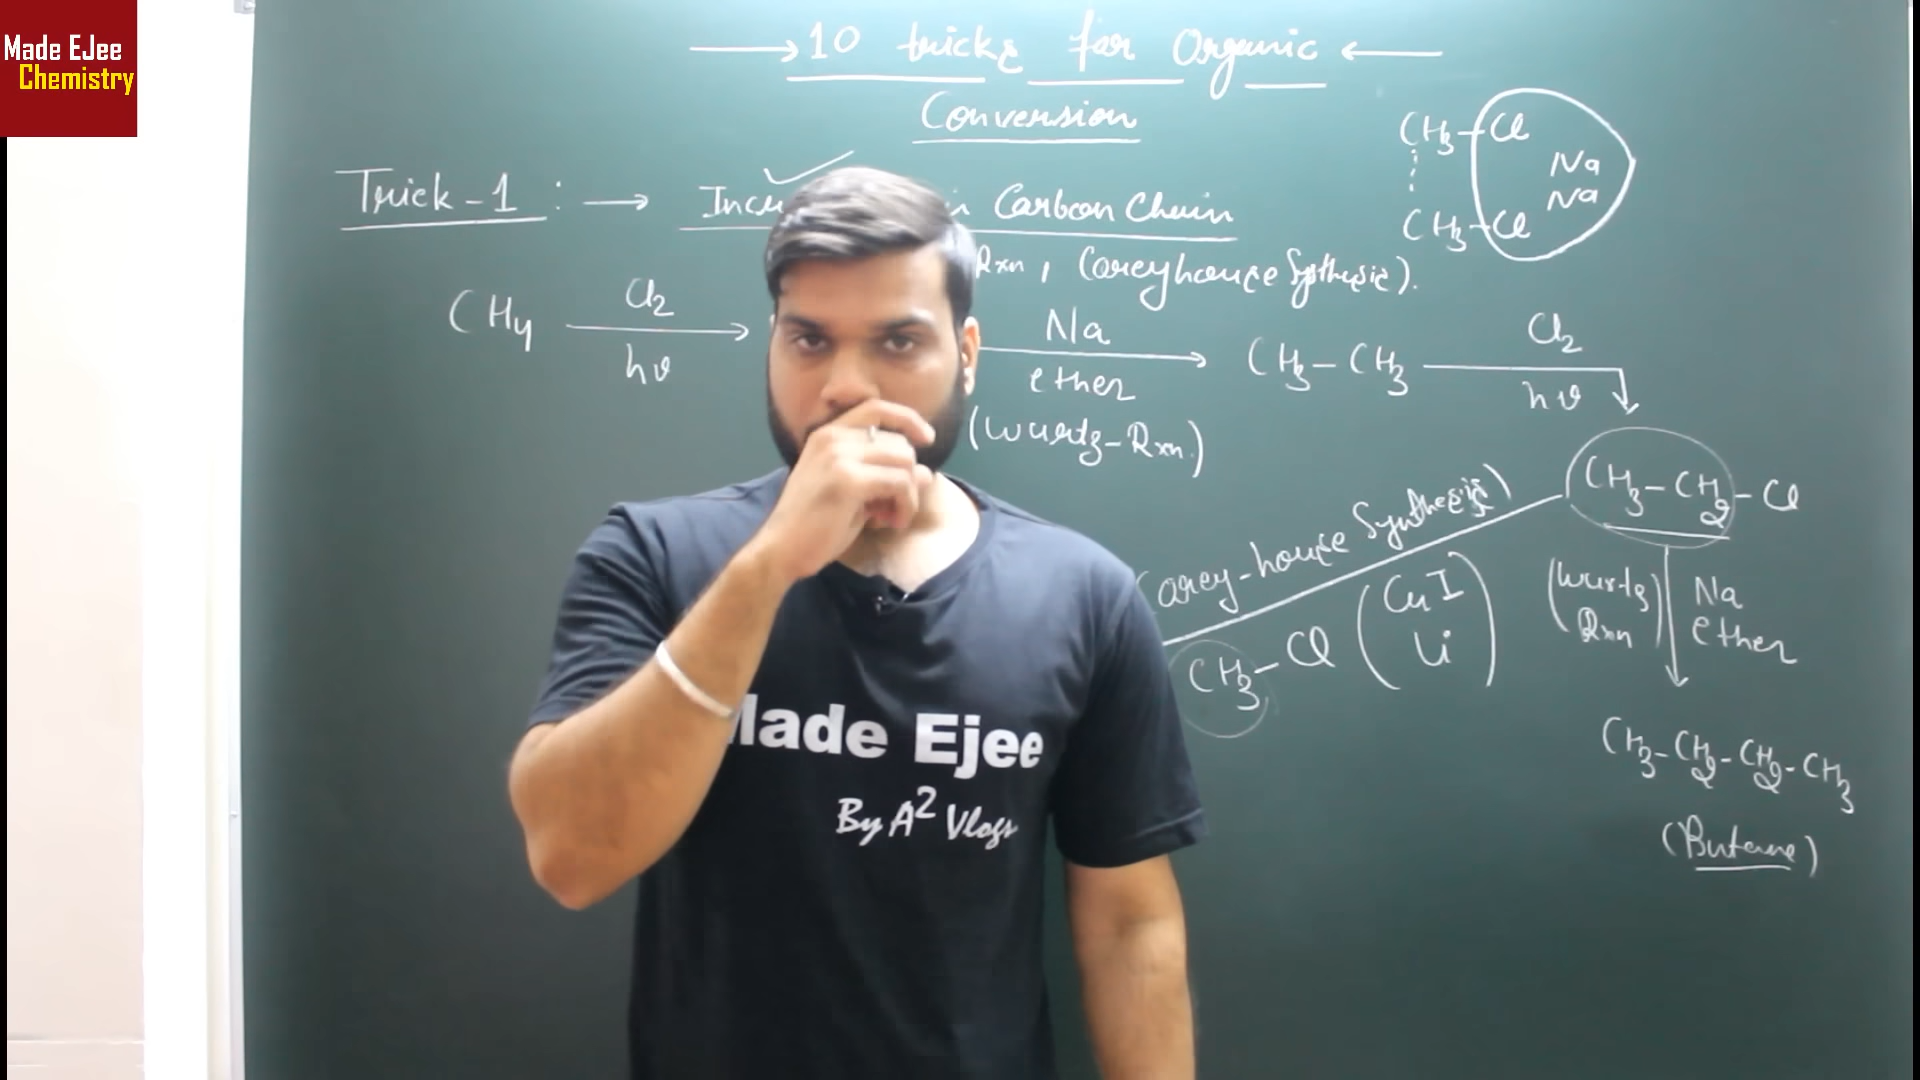 Made EJee
Chemistry
10 tricks for Organic
Conversion
Trick-1 : → Incr in Carbon Chain
Rxn, Coreyhouse Synthesis).
CH3-Cl
Na
Na
CH3-Cl
CH4 Cl2 hν
Na
ether
(Wurtz-Rxn.)
CH3-CH3
Cl2
hν
CH3-CH2-Cl
Corey-house Synthesis)
CH3-Cl
(CuI
Li)
(Wurtz
Rxn)
Na
ether
CH3-CH2-CH2-CH3
(Butane)
Made Ejee
By A2 Vlogs